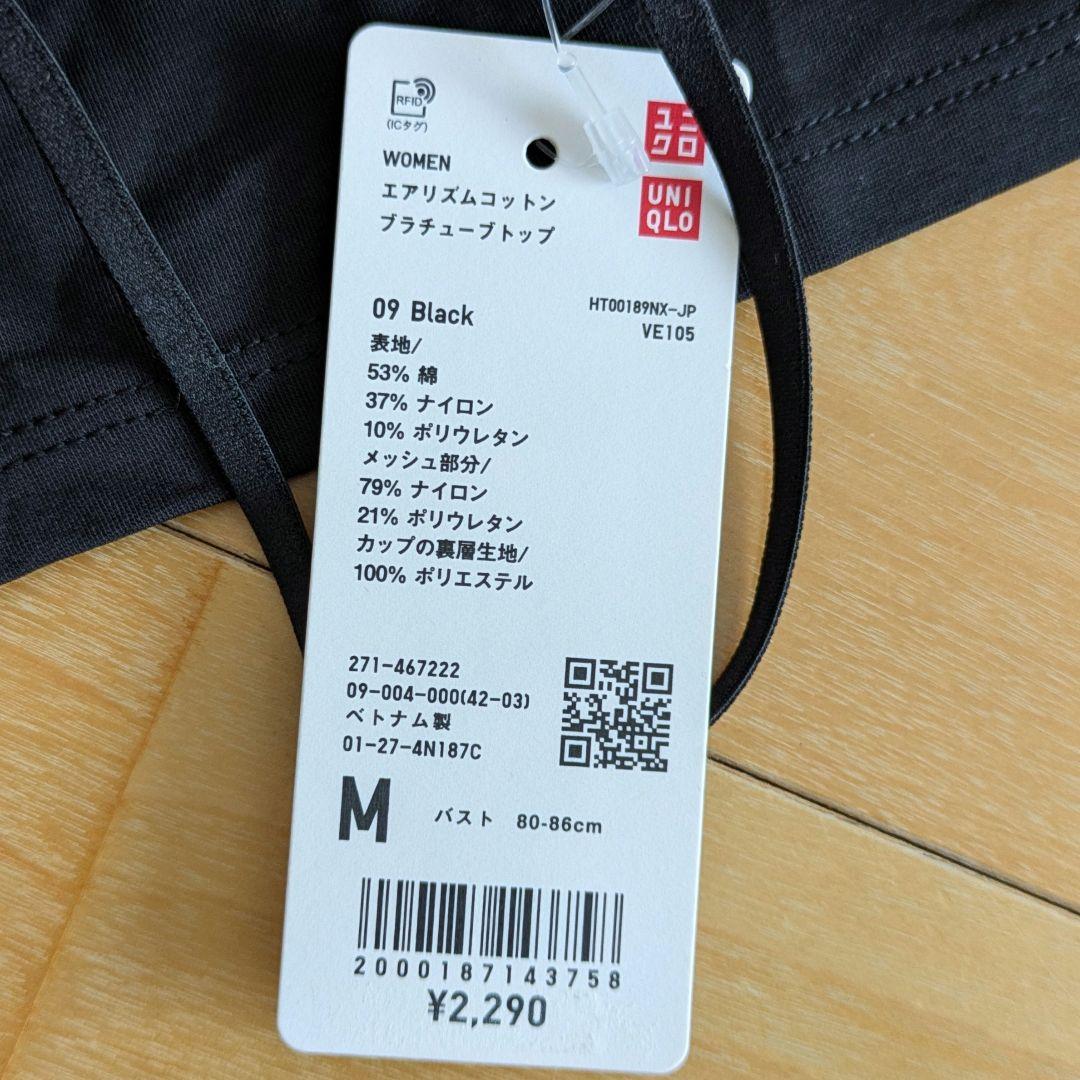 RFID
(ICタグ)
ユニ
クロ
UNI
QLO
WOMEN
エアリズムコットン
ブラチューブトップ
09 Black
HT00189NX-JP
VE105
表地/
53% 綿
37% ナイロン
10% ポリウレタン
メッシュ部分/
79% ナイロン
21% ポリウレタン
カップの裏層生地/
100% ポリエステル
271-467222
09-004-000(42-03)
ベトナム製
01-27-4N187C
M バスト 80-86cm
2000187143758
¥2,290